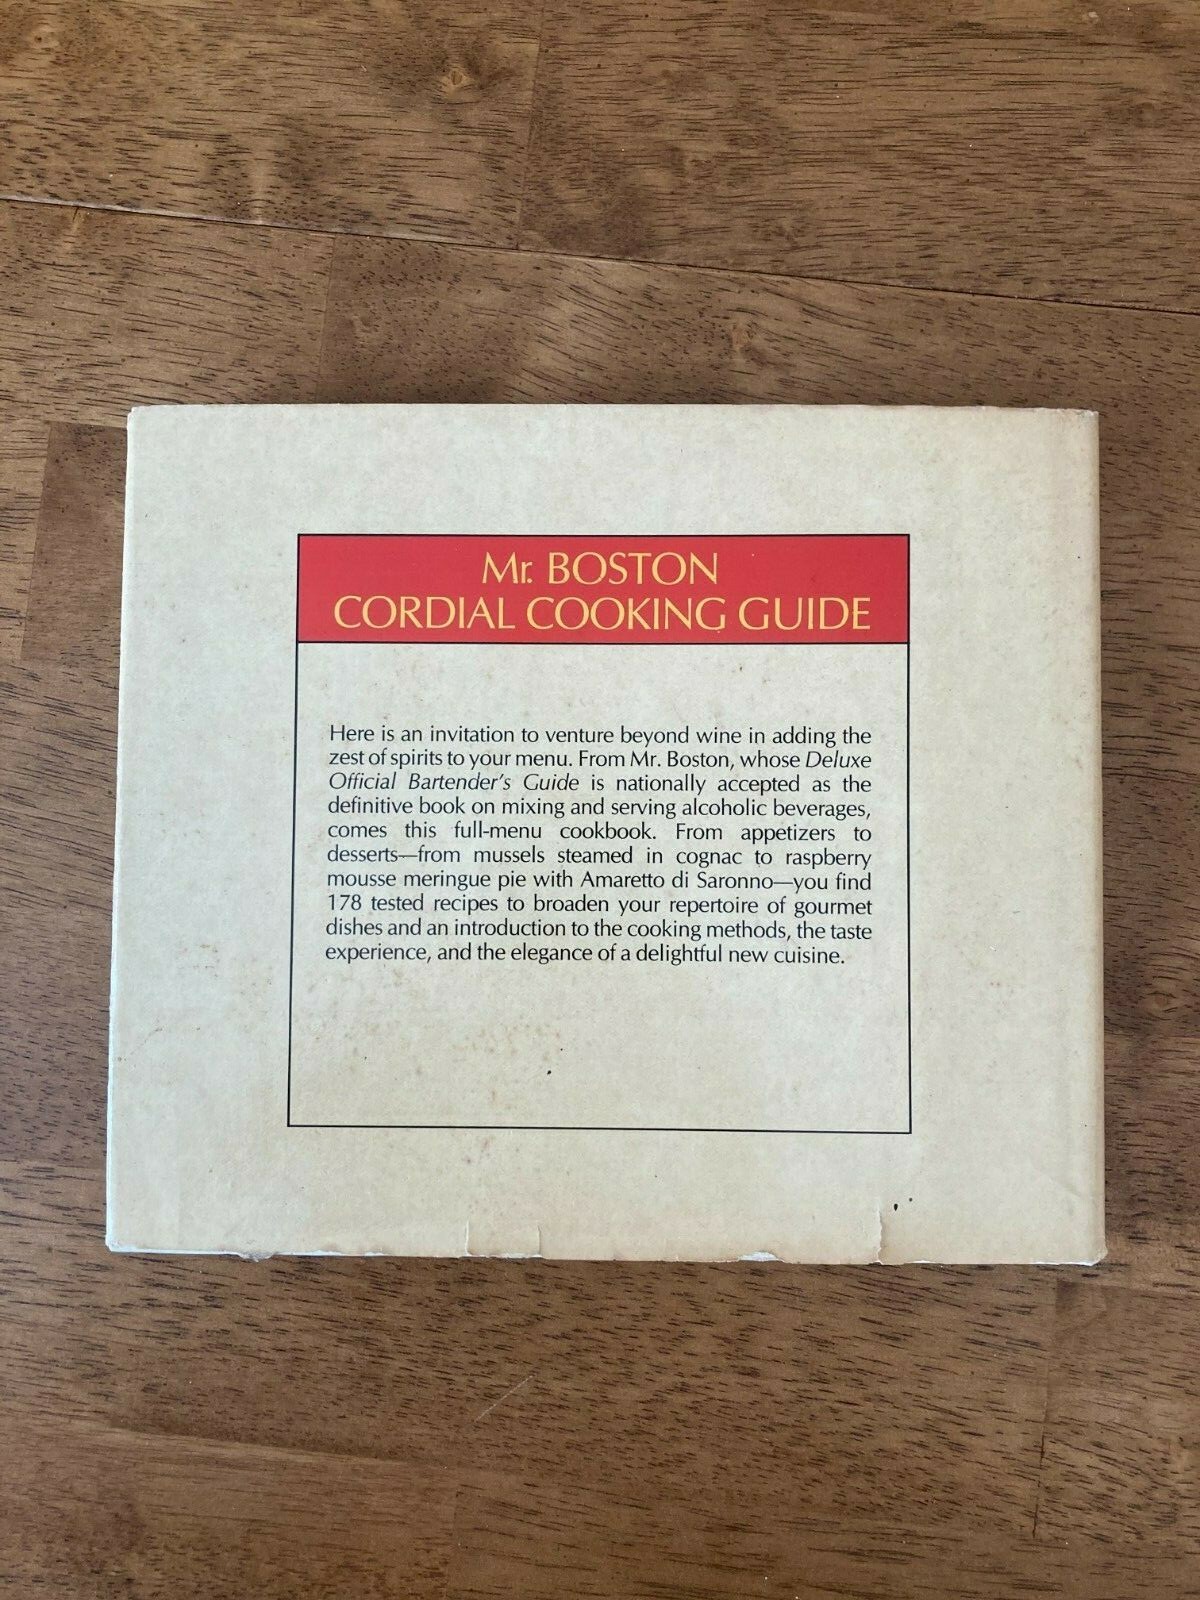 Mr. BOSTON
CORDIAL COOKING GUIDE
Here is an invitation to venture beyond wine in adding the
zest of spirits to your menu. From Mr. Boston, whose Deluxe
Official Bartender's Guide is nationally accepted as the
definitive book on mixing and serving alcoholic beverages,
comes this full-menu cookbook. From appetizers to
desserts—from mussels steamed in cognac to raspberry
mousse meringue pie with Amaretto di Saronno—you find
178 tested recipes to broaden your repertoire of gourmet
dishes and an introduction to the cooking methods, the taste
experience, and the elegance of a delightful new cuisine.